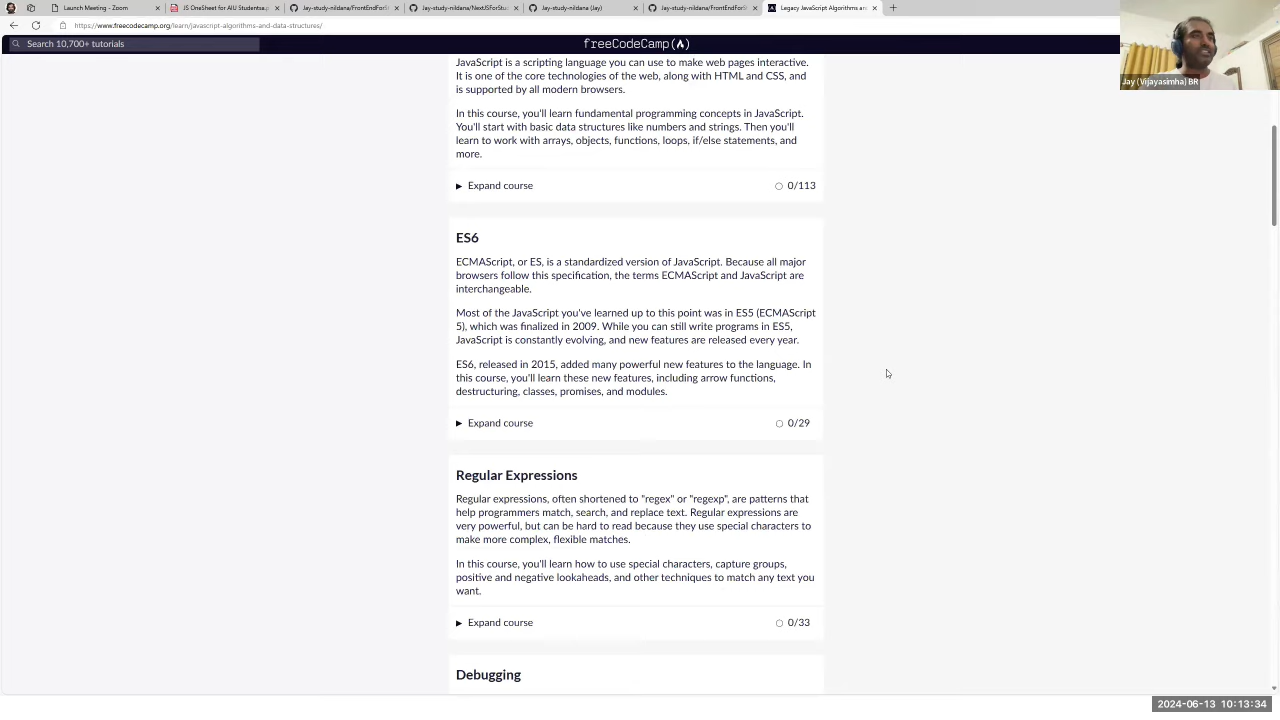 Launch Meeting - Zoom
JS OneSheet for AIU Studentsa.p
Jay-study-nildana/FrontEndForSt
Jay-study-nildana/NextJSForStu
Jay-study-nildana (Jay)
Jay-study-nildana/FrontEndForSt
Legacy JavaScript Algorithms an
https://www.freecodecamp.org/learn/javascript-algorithms-and-data-structures/
Search 10,700+ tutorials
freeCodeCamp
Jay (Vijayasimha) BR
JavaScript is a scripting language you can use to make web pages interactive.
It is one of the core technologies of the web, along with HTML and CSS, and
is supported by all modern browsers.
In this course, you'll learn fundamental programming concepts in JavaScript.
You'll start with basic data structures like numbers and strings. Then you'll
learn to work with arrays, objects, functions, loops, if/else statements, and
more.
Expand course 0/113
ES6
ECMAScript, or ES, is a standardized version of JavaScript. Because all major
browsers follow this specification, the terms ECMAScript and JavaScript are
interchangeable.
Most of the JavaScript you've learned up to this point was in ES5 (ECMAScript
5), which was finalized in 2009. While you can still write programs in ES5,
JavaScript is constantly evolving, and new features are released every year.
ES6, released in 2015, added many powerful new features to the language. In
this course, you'll learn these new features, including arrow functions,
destructuring, classes, promises, and modules.
Expand course 0/29
Regular Expressions
Regular expressions, often shortened to "regex" or "regexp", are patterns that
help programmers match, search, and replace text. Regular expressions are
very powerful, but can be hard to read because they use special characters to
make more complex, flexible matches.
In this course, you'll learn how to use special characters, capture groups,
positive and negative lookaheads, and other techniques to match any text you
want.
Expand course 0/33
Debugging
2024-06-13 10:13:34